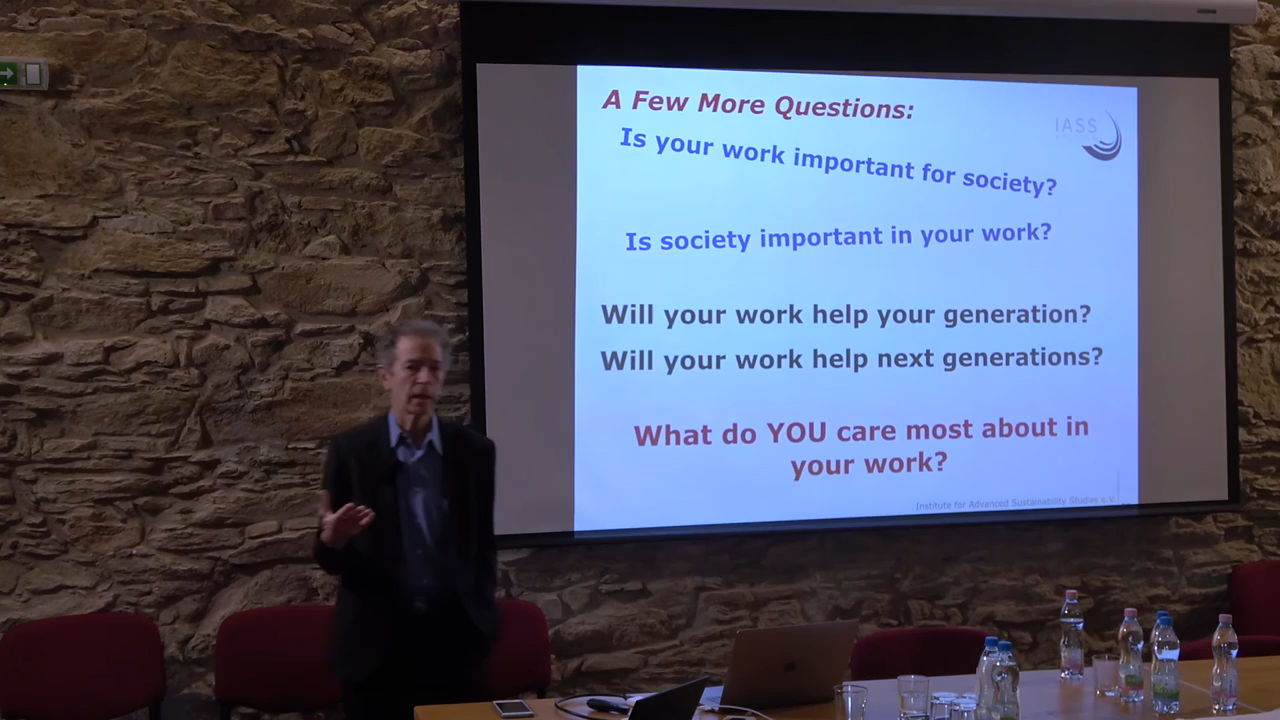 A Few More Questions:
IASS
Is your work important for society?
Is society important in your work?
Will your work help your generation?
Will your work help next generations?
What do YOU care most about in
your work?
Institute for Advanced Sustainability Studies e.V.